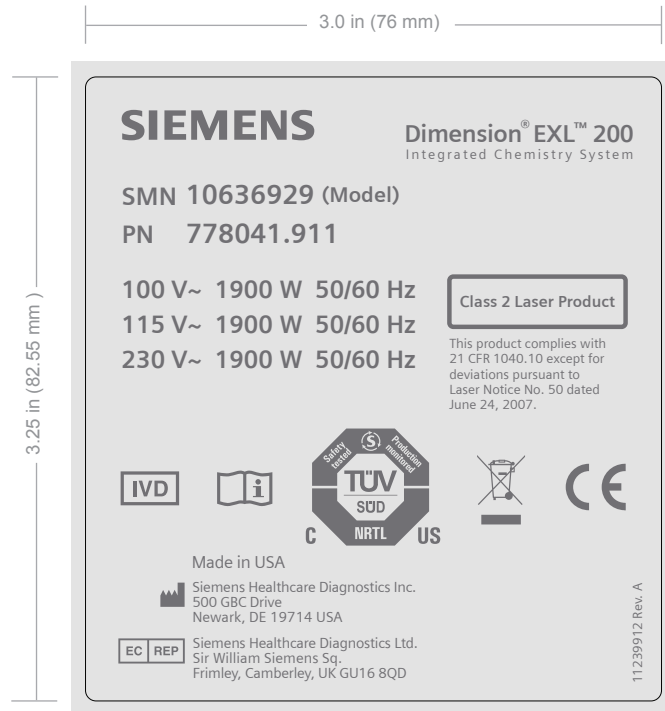 3.0 in (76 mm)
3.25 in (82.55 mm )
SIEMENS
Dimension® EXL™ 200
Integrated Chemistry System
SMN 10636929 (Model)
PN 778041.911
100 V~ 1900 W 50/60 Hz
115 V~ 1900 W 50/60 Hz
230 V~ 1900 W 50/60 Hz
Class 2 Laser Product
This product complies with
21 CFR 1040.10 except for
deviations pursuant to
Laser Notice No. 50 dated
June 24, 2007.
IVD
i
Safety
tested
S
Production
monitored
TÜV
SÜD
C
NRTL
US
CE
Made in USA
Siemens Healthcare Diagnostics Inc.
500 GBC Drive
Newark, DE 19714 USA
EC REP
Siemens Healthcare Diagnostics Ltd.
Sir William Siemens Sq.
Frimley, Camberley, UK GU16 8QD
11239912 Rev. A